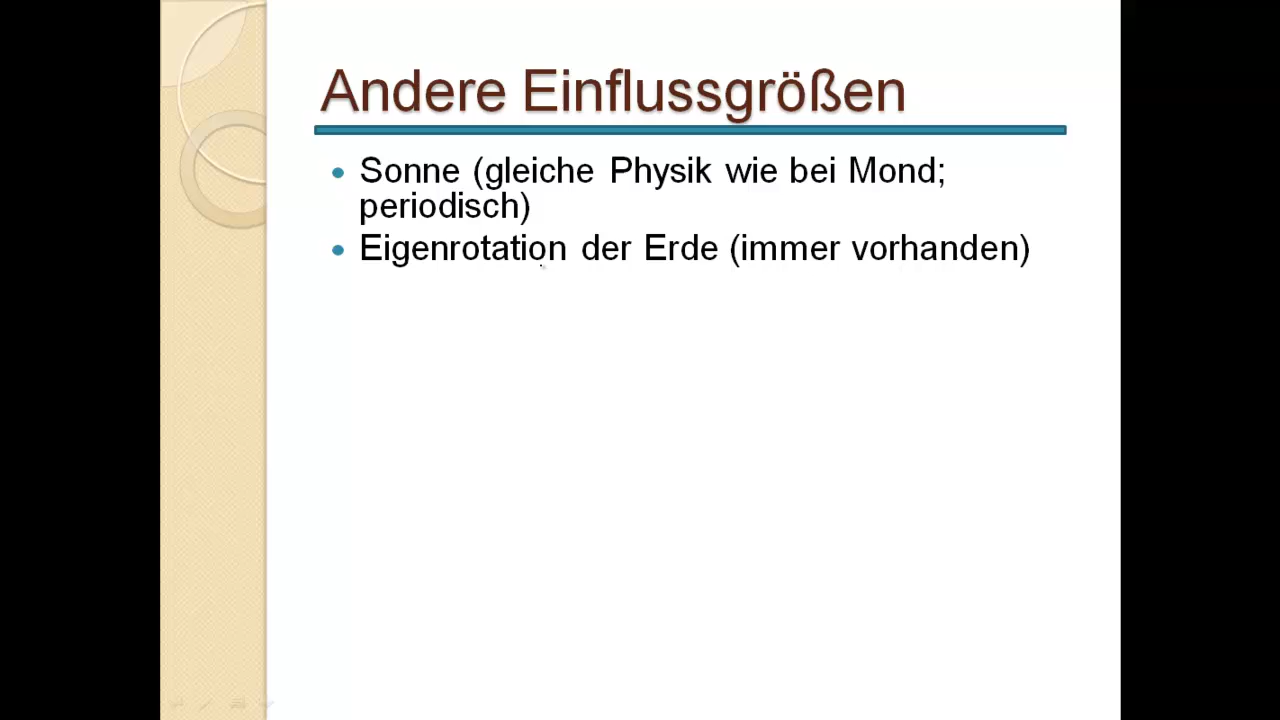 Andere Einflussgrößen
Sonne (gleiche Physik wie bei Mond;
periodisch)
Eigenrotation der Erde (immer vorhanden)